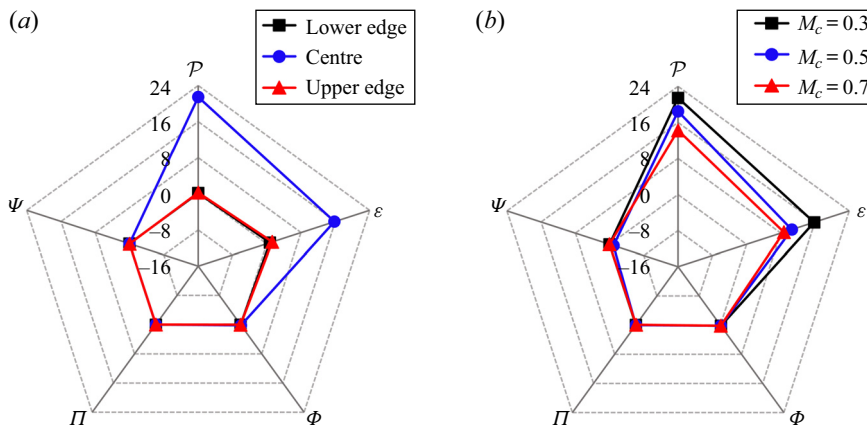 (a)
Lower edge
Centre
Upper edge
𝒫
24
16
8
0
−8
−16
Ψ
ε
Π
Φ
(b)
M_c = 0.3
M_c = 0.5
M_c = 0.7
𝒫
24
16
8
0
−8
−16
Ψ
ε
Π
Φ